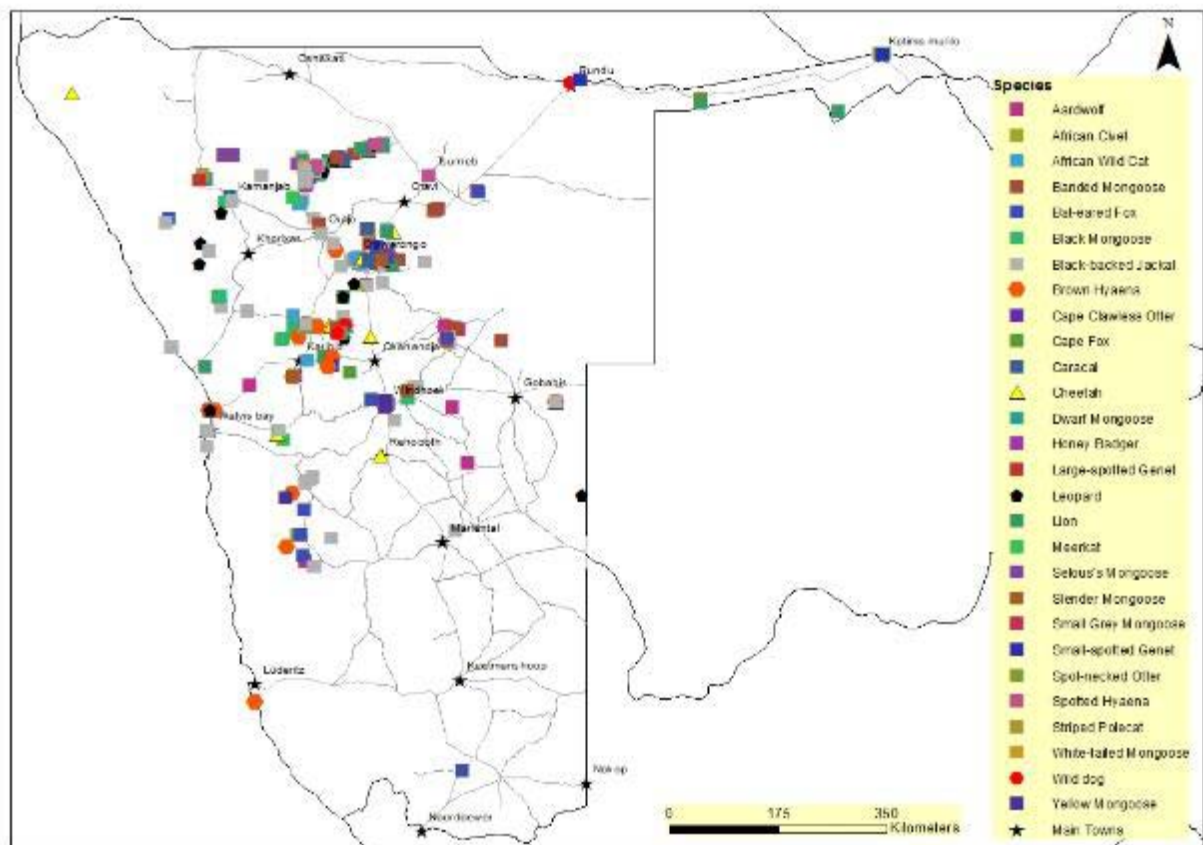 N
Rundu
Species
Aardwolf
African Civet
African Wild Cat
Banded Mongoose
Bat-eared Fox
Black Mongoose
Black-backed Jackal
Brown Hyaena
Cape Clawless Otter
Cape Fox
Caracal
Cheetah
Dwarf Mongoose
Honey Badger
Large-spotted Genet
Leopard
Lion
Meerkat
Selous's Mongoose
Slender Mongoose
Small Grey Mongoose
Small-spotted Genet
Spot-necked Otter
Spotted Hyaena
Striped Polecat
White-tailed Mongoose
Wild dog
Yellow Mongoose
Main Towns
Tsumeb
Kamanjab
Otavi
Outjo
Khorixas
Okahandja
Windhoek
Gobabis
Walvis bay
Rehoboth
Mariental
Luderitz
Keetmanshoop
Noordoewer
0 175 350
Kilometers